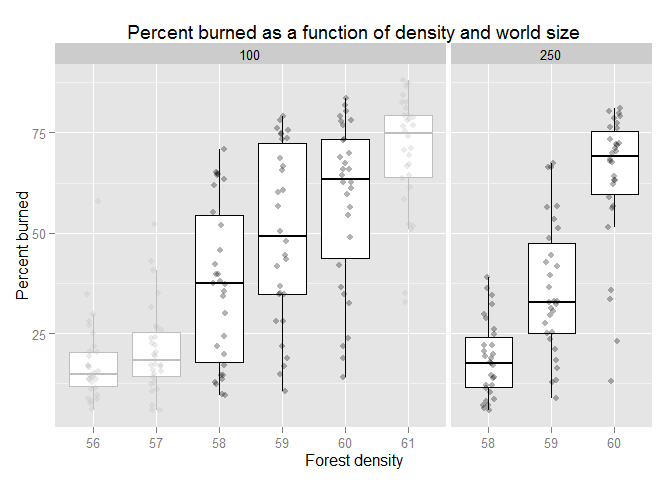 Percent burned as a function of density and world size
100 250
Percent burned
75
50
25
56 57 58 59 60 61 58 59 60
Forest density